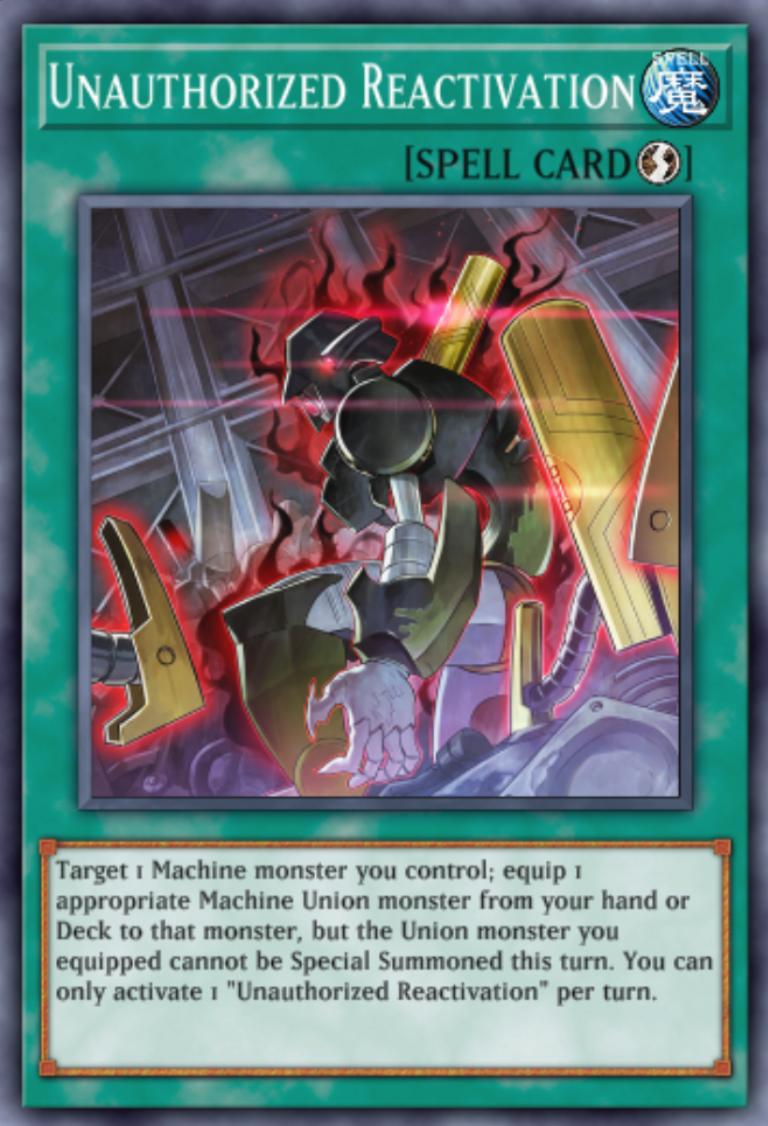 UNAUTHORIZED REACTIVATION
SPELL
魔
[SPELL CARD]
Target 1 Machine monster you control; equip 1
appropriate Machine Union monster from your hand or
Deck to that monster, but the Union monster you
equipped cannot be Special Summoned this turn. You can
only activate 1 "Unauthorized Reactivation" per turn.